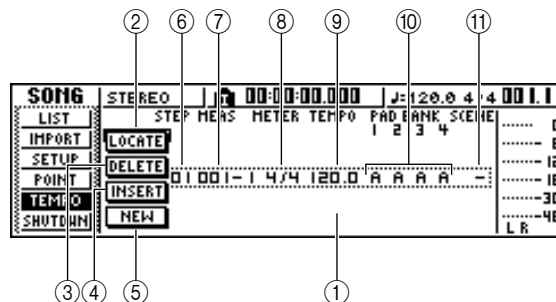 ② ⑥ ⑦ ⑧ ⑨ ⑩ ⑪
SONG STEREO 00:00:00.000 ♩=120.0 4/4 001.1.
LIST STEP MEAS METER TEMPO PAD BANK SCENE
1 2 3 4
IMPORT LOCATE
SETUP DELETE
POINT 01 001-1 4/4 120.0 A A A A -
TEMPO INSERT
SHUTDWN NEW
L R
③ ④ ⑤ ①